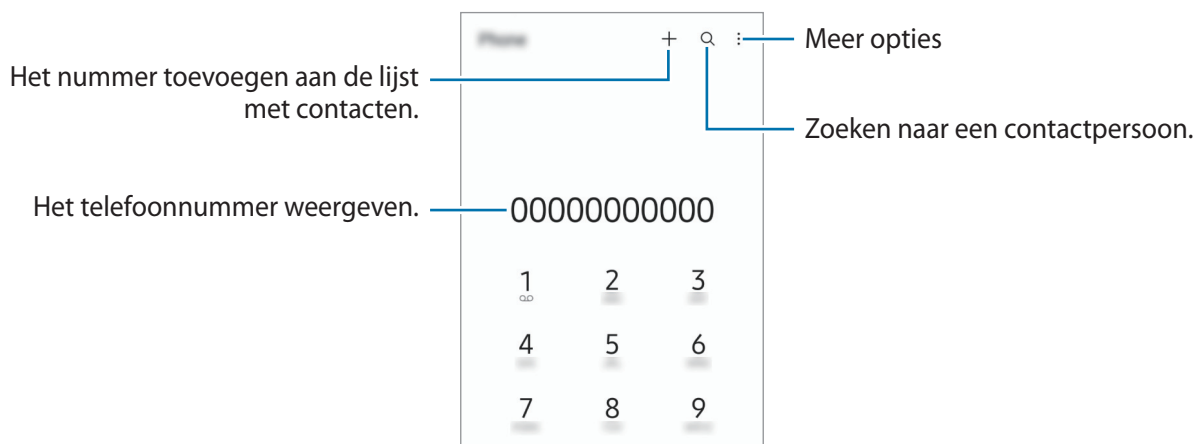 Phone
Meer opties
Het nummer toevoegen aan de lijst
met contacten.
Zoeken naar een contactpersoon.
Het telefoonnummer weergeven.
00000000000
1 2 3
4 5 6
7 8 9